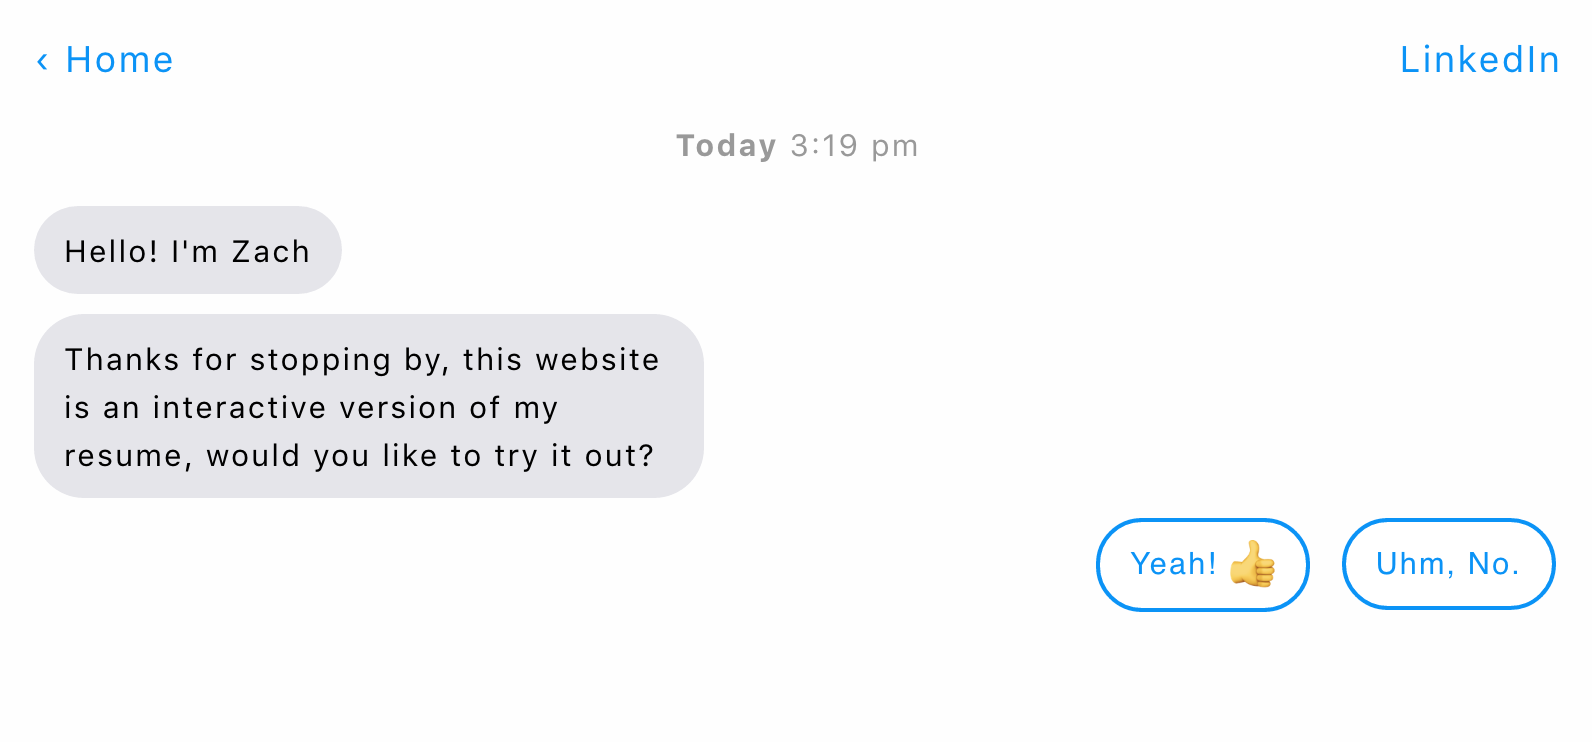 ‹ Home
LinkedIn
Today 3:19 pm
Hello! I'm Zach
Thanks for stopping by, this website
is an interactive version of my
resume, would you like to try it out?
Yeah! 👍
Uhm, No.